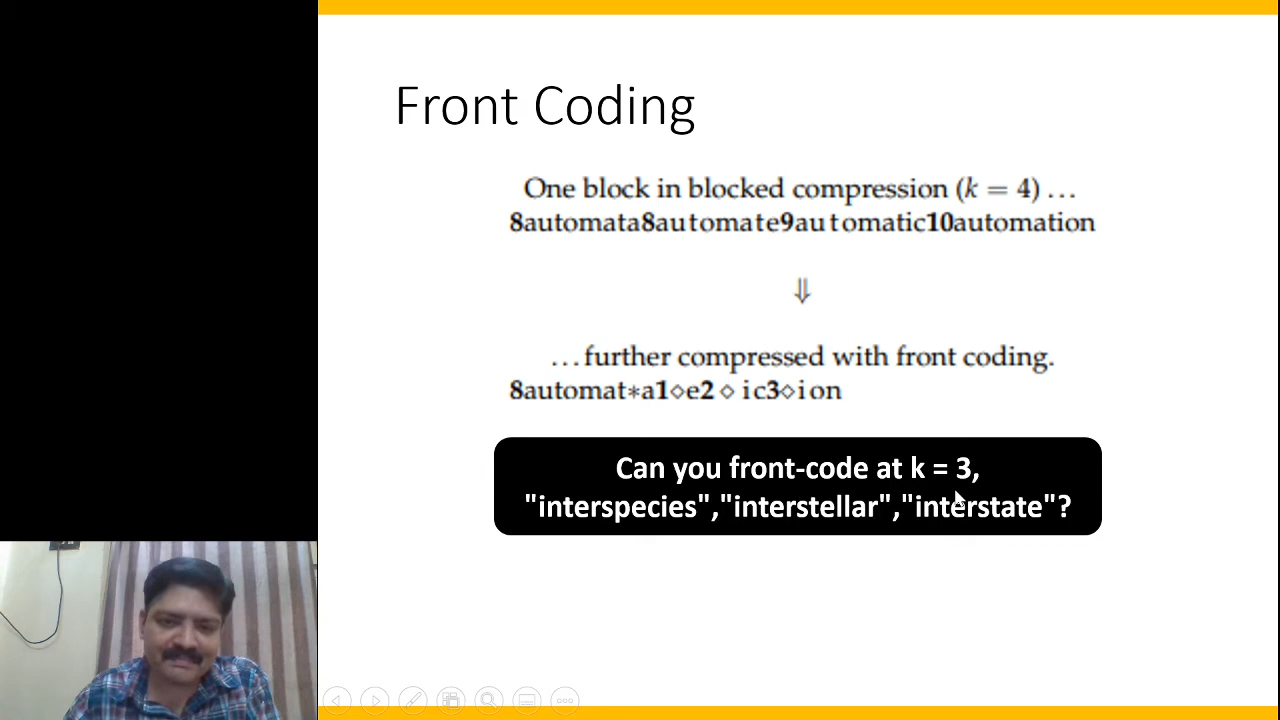 Front Coding
One block in blocked compression (k = 4) ...
8automata8automate9automatic10automation
⇓
...further compressed with front coding.
8automat*a1◇e2◇ic3◇ion
Can you front-code at k = 3,
"interspecies","interstellar","interstate"?